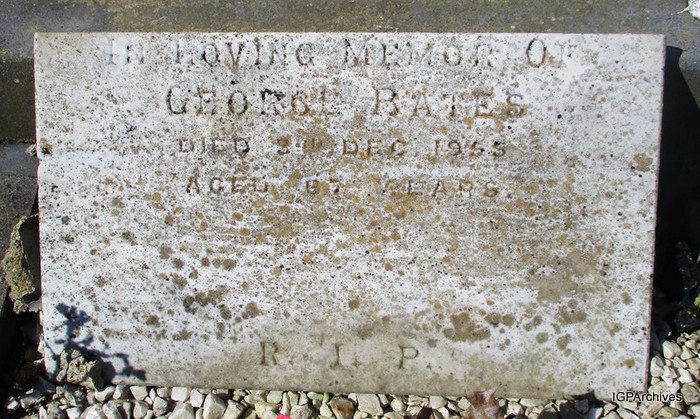 IN LOVING MEMORY OF
GEORGE BATES
DIED DEC 1955
AGED YEARS.
R. I. P.
IGPArchives